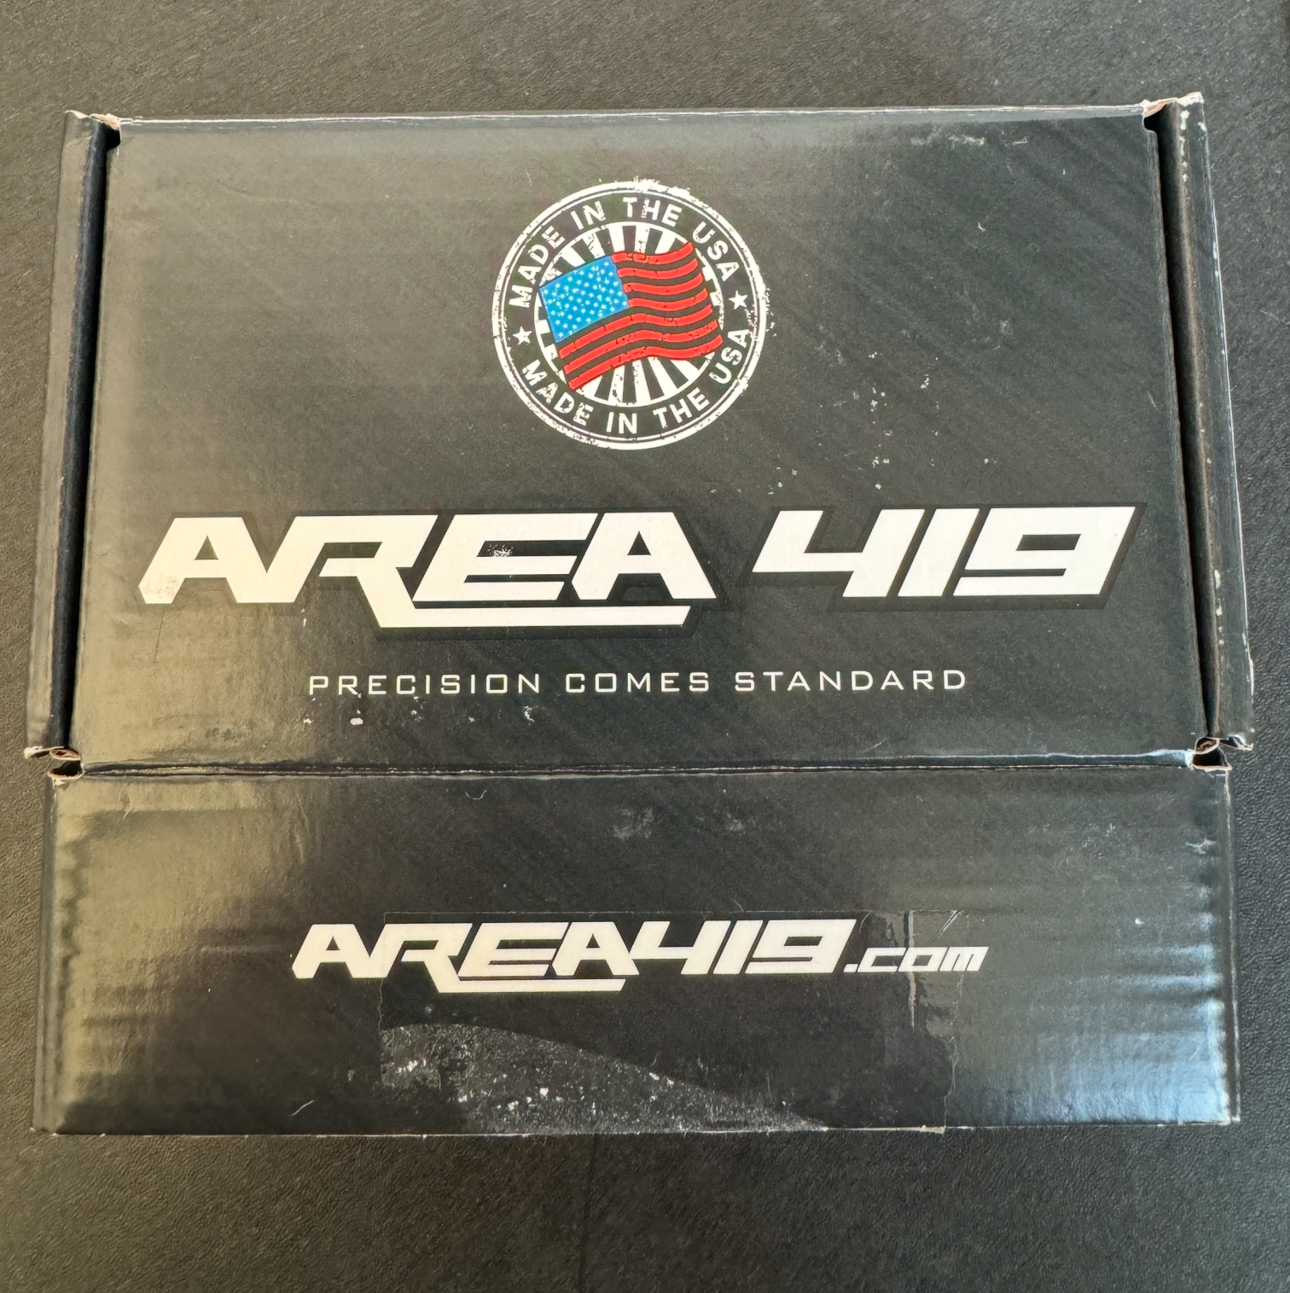 MADE IN THE USA
MADE IN THE USA
AREA 419
PRECISION COMES STANDARD
AREA419.com